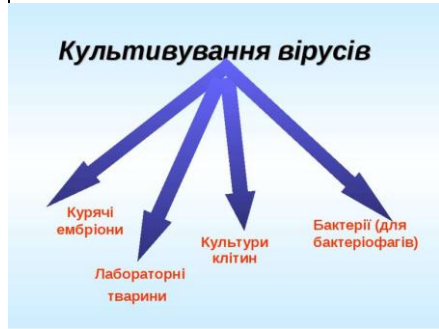 Культивування вірусів
Курячі
ембріони
Лабораторні
тварини
Культури
клітин
Бактерії (для
бактеріофагів)